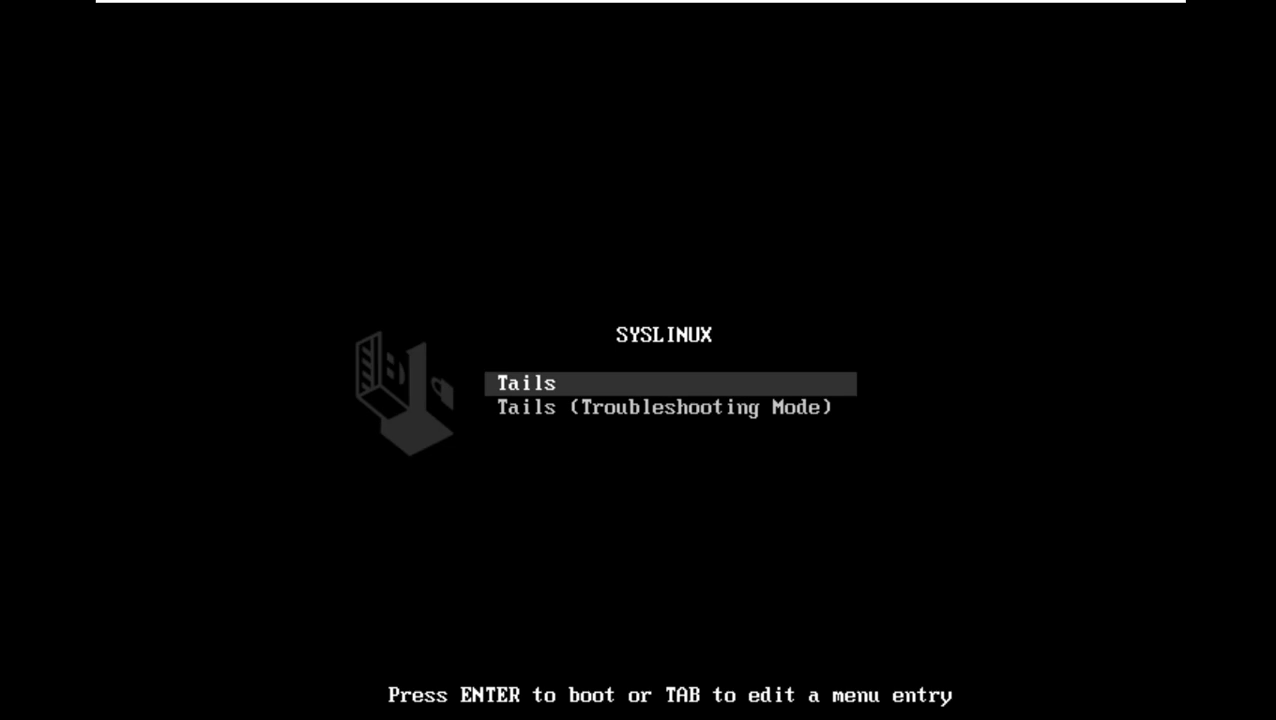 SYSLINUX
Tails
Tails (Troubleshooting Mode)
Press ENTER to boot or TAB to edit a menu entry